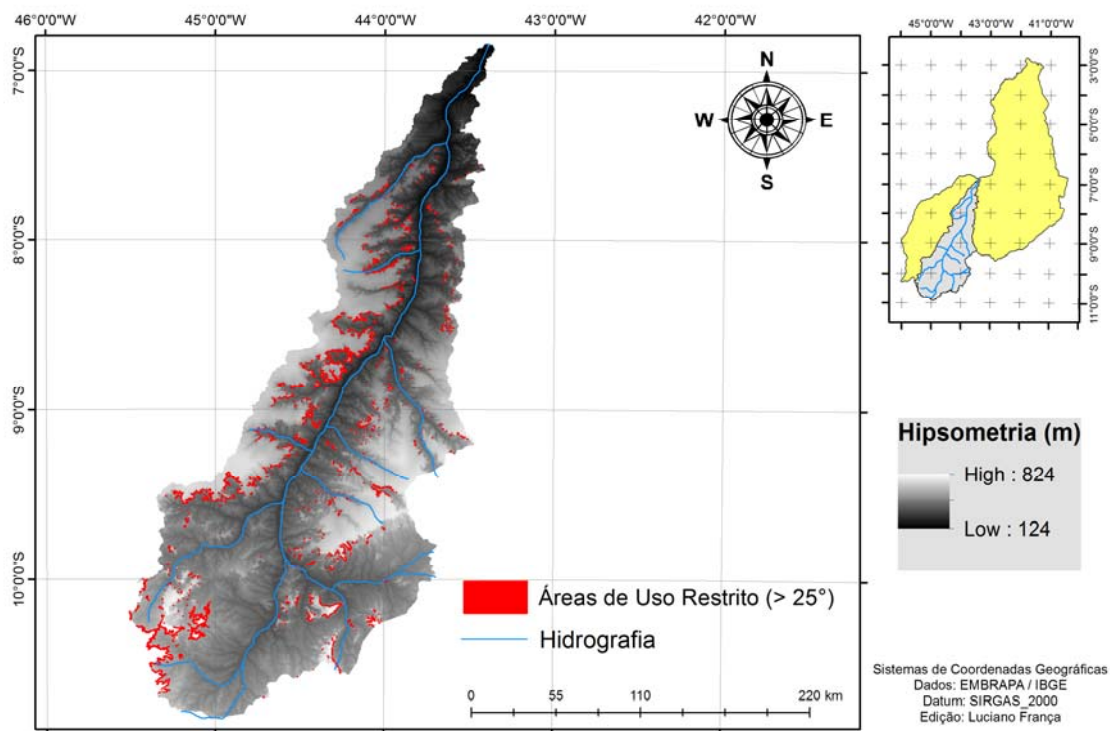 46°0'0"W
45°0'0"W
44°0'0"W
43°0'0"W
42°0'0"W
7°0'0"S
8°0'0"S
9°0'0"S
10°0'0"S
N
W
E
S
45°0'0"W
43°0'0"W
41°0'0"W
3°0'0"S
5°0'0"S
7°0'0"S
9°0'0"S
11°0'0"S
Hipsometria (m)
High : 824
Low : 124
Áreas de Uso Restrito (> 25°)
Hidrografia
0 55 110 220 km
Sistemas de Coordenadas Geográficas
Dados: EMBRAPA / IBGE
Datum: SIRGAS_2000
Edição: Luciano França